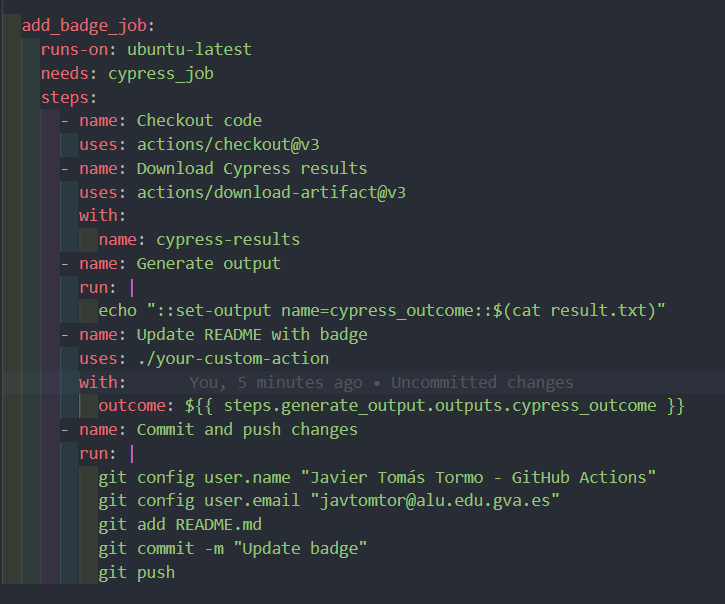 add_badge_job:
runs-on: ubuntu-latest
needs: cypress_job
steps:
- name: Checkout code
uses: actions/checkout@v3
- name: Download Cypress results
uses: actions/download-artifact@v3
with:
name: cypress-results
- name: Generate output
run: |
echo "::set-output name=cypress_outcome::$(cat result.txt)"
- name: Update README with badge
uses: ./your-custom-action
with: You, 5 minutes ago • Uncommitted changes
outcome: ${{ steps.generate_output.outputs.cypress_outcome }}
- name: Commit and push changes
run: |
git config user.name "Javier Tomás Tormo - GitHub Actions"
git config user.email "javtomtor@alu.edu.gva.es"
git add README.md
git commit -m "Update badge"
git push